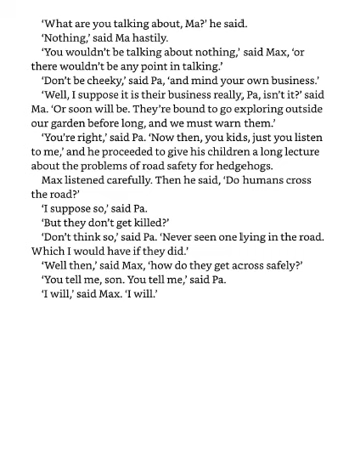 ‘What are you talking about, Ma?’ he said.
‘Nothing,’ said Ma hastily.
‘You wouldn’t be talking about nothing,’ said Max, ‘or
there wouldn’t be any point in talking.’
‘Don’t be cheeky,’ said Pa, ‘and mind your own business.’
‘Well, I suppose it is their business really, Pa, isn’t it?’ said
Ma. ‘Or soon will be. They’re bound to go exploring outside
our garden before long, and we must warn them.’
‘You’re right,’ said Pa. ‘Now then, you kids, just you listen
to me,’ and he proceeded to give his children a long lecture
about the problems of road safety for hedgehogs.
Max listened carefully. Then he said, ‘Do humans cross
the road?’
‘I suppose so,’ said Pa.
‘But they don’t get killed?’
‘Don’t think so,’ said Pa. ‘Never seen one lying in the road.
Which I would have if they did.’
‘Well then,’ said Max, ‘how do they get across safely?’
‘You tell me, son. You tell me,’ said Pa.
‘I will,’ said Max. ‘I will.’